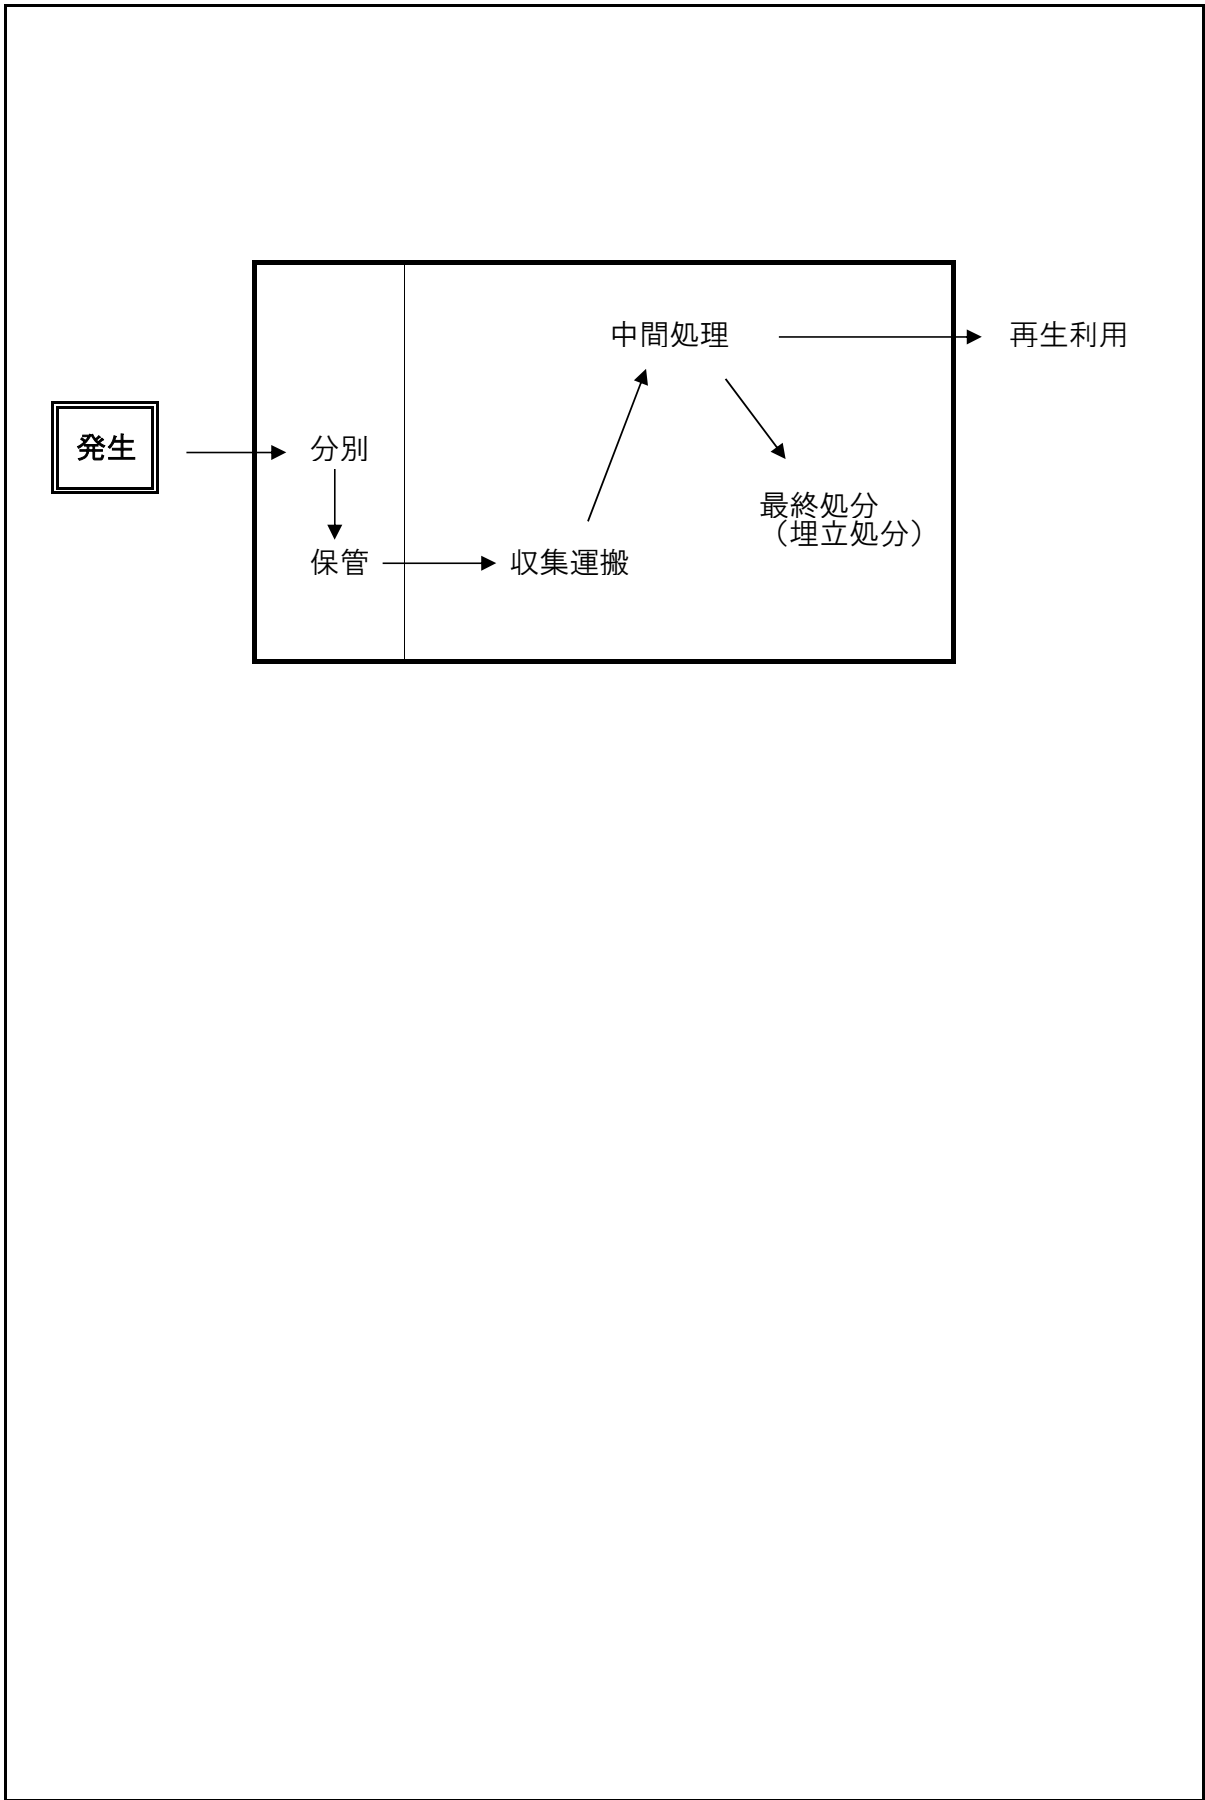 発生
分別
保管
収集運搬
中間処理
最終処分
（埋立処分）
再生利用